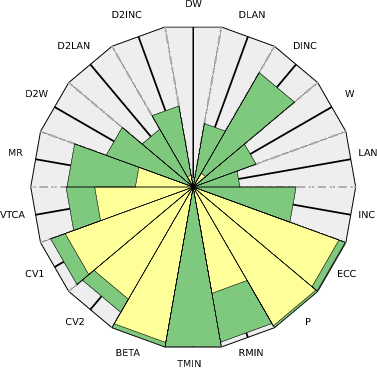 DW
D2INC
DLAN
D2LAN
DINC
D2W
W
MR
LAN
VTCA
INC
CV1
ECC
CV2
P
BETA
RMIN
TMIN